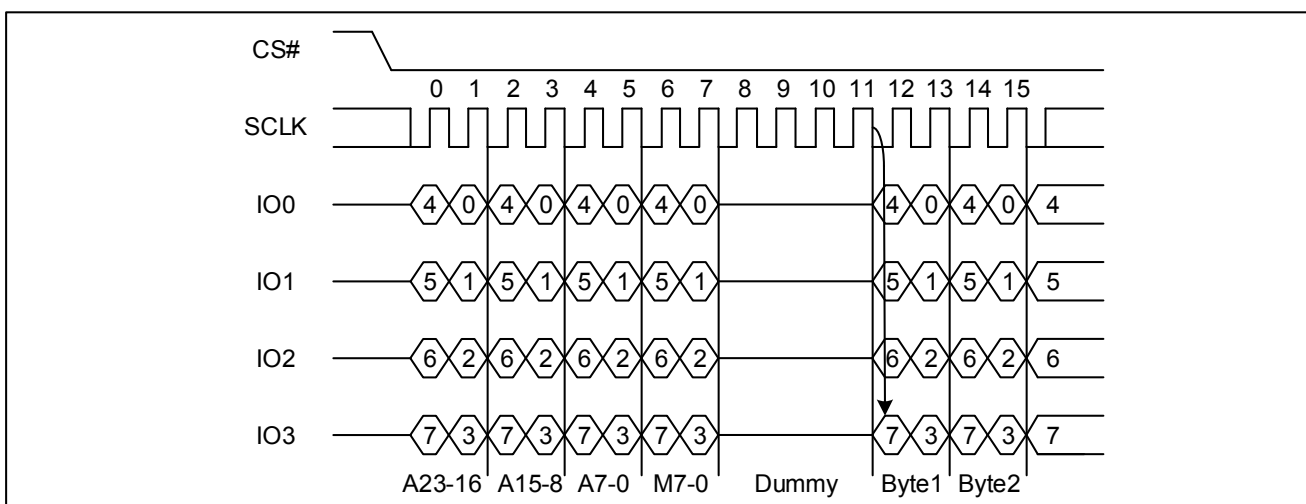 CS#
0 1 2 3 4 5 6 7 8 9 10 11 12 13 14 15
SCLK
IO0 4 0 4 0 4 0 4 0 4 0 4 0 4
IO1 5 1 5 1 5 1 5 1 5 1 5 1 5
IO2 6 2 6 2 6 2 6 2 6 2 6 2 6
IO3 7 3 7 3 7 3 7 3 7 3 7 3 7
A23-16 A15-8 A7-0 M7-0 Dummy Byte1 Byte2